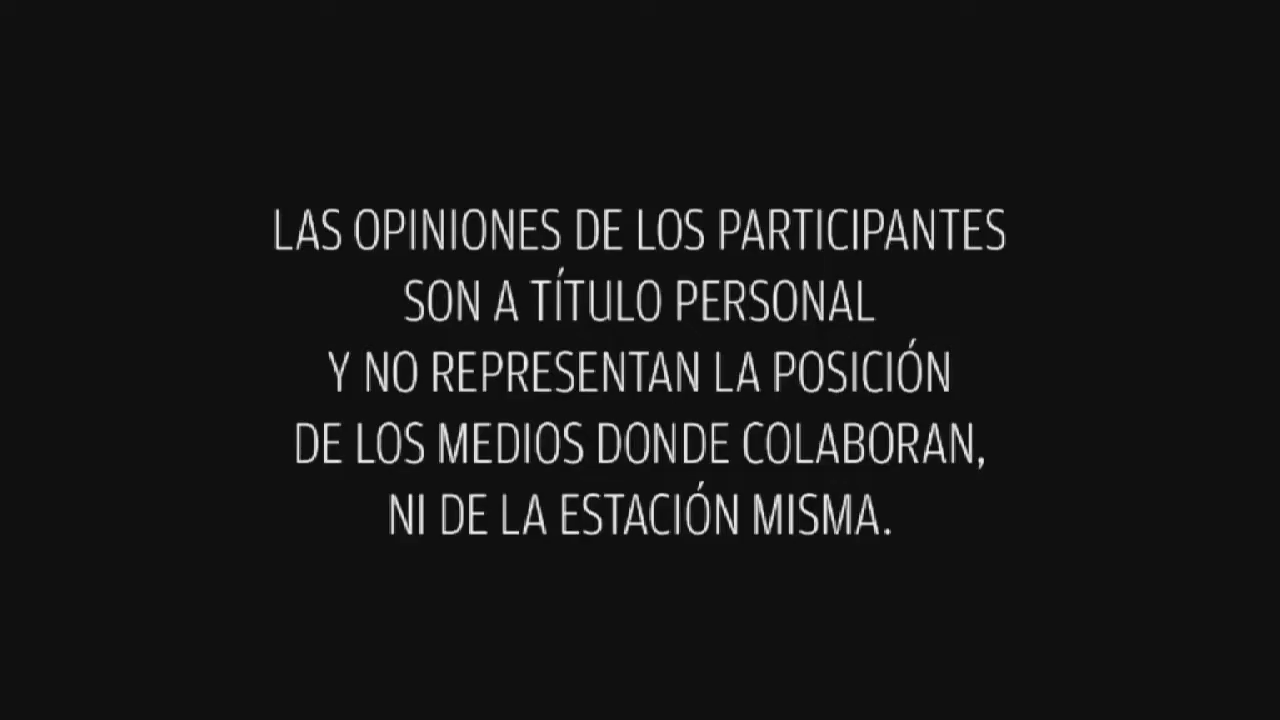 LAS OPINIONES DE LOS PARTICIPANTES
SON A TÍTULO PERSONAL
Y NO REPRESENTAN LA POSICIÓN
DE LOS MEDIOS DONDE COLABORAN,
NI DE LA ESTACIÓN MISMA.